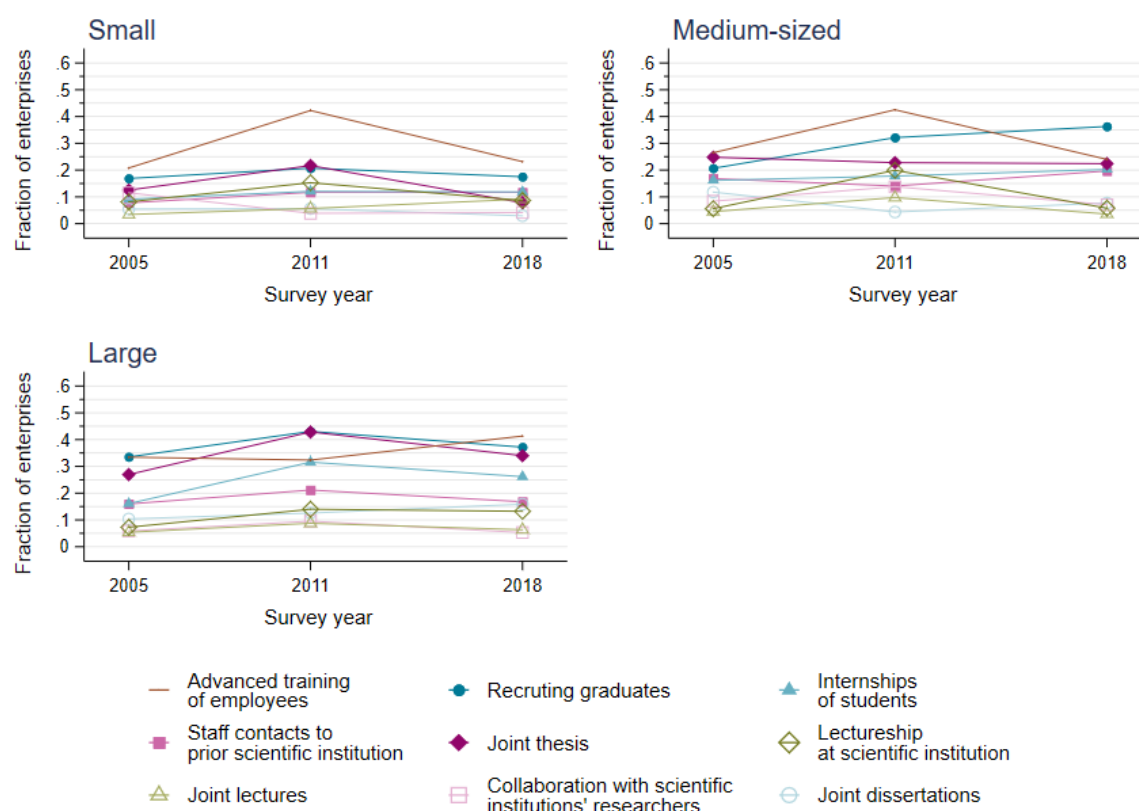 Small
Fraction of enterprises
.6
.5
.4
.3
.2
.1
0
2005 2011 2018
Survey year
Medium-sized
Fraction of enterprises
.6
.5
.4
.3
.2
.1
0
2005 2011 2018
Survey year
Large
Fraction of enterprises
.6
.5
.4
.3
.2
.1
0
2005 2011 2018
Survey year
Advanced training
of employees
Recruting graduates
Internships
of students
Staff contacts to
prior scientific institution
Joint thesis
Lectureship
at scientific institution
Joint lectures
Collaboration with scientific
institutions' researchers
Joint dissertations